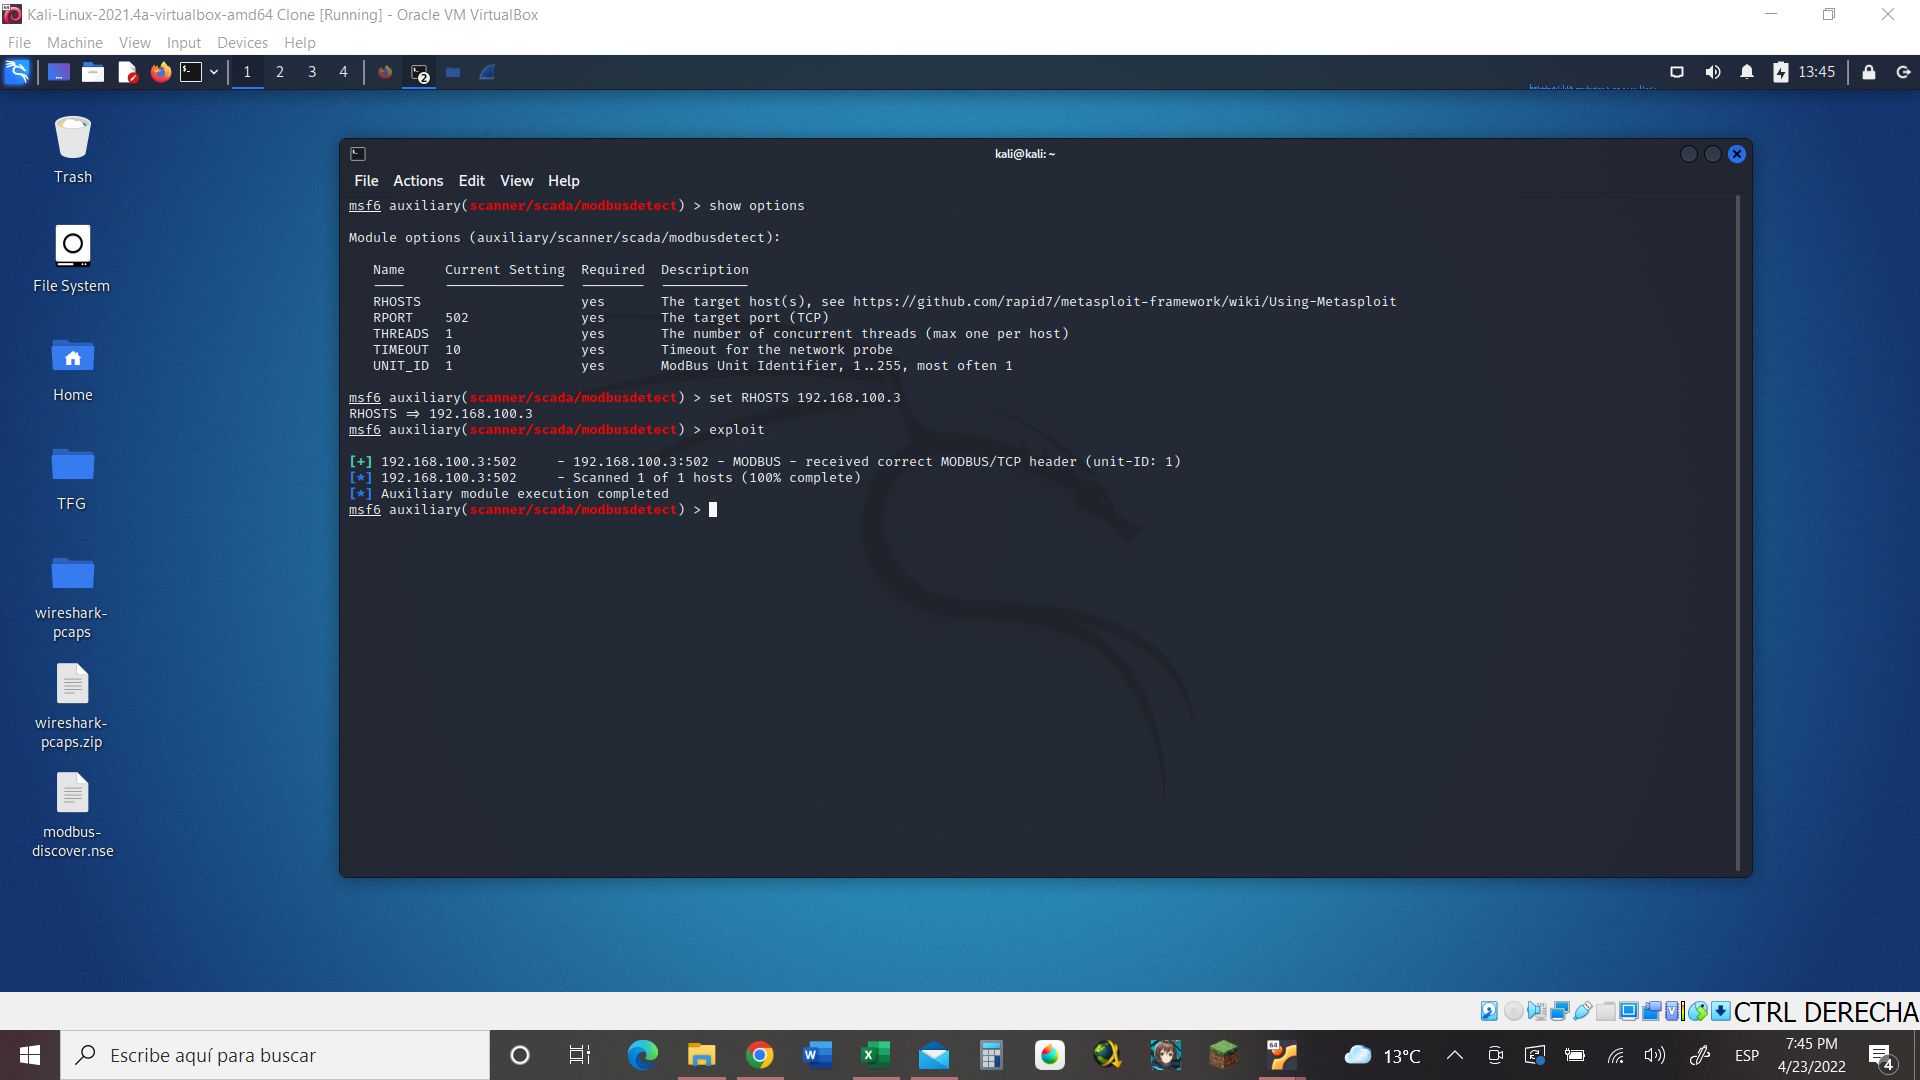 Kali-Linux-2021.4a-virtualbox-amd64 Clone [Running] - Oracle VM VirtualBox
File Machine View Input Devices Help
1 2 3 4 2 13:45
Trash
File System
Home
TFG
wireshark-
pcaps
wireshark-
pcaps.zip
modbus-
discover.nse
kali@kali: ~
File Actions Edit View Help
msf6 auxiliary(scanner/scada/modbusdetect) > show options
Module options (auxiliary/scanner/scada/modbusdetect):
Name Current Setting Required Description
RHOSTS yes The target host(s), see https://github.com/rapid7/metasploit-framework/wiki/Using-Metasploit
RPORT 502 yes The target port (TCP)
THREADS 1 yes The number of concurrent threads (max one per host)
TIMEOUT 10 yes Timeout for the network probe
UNIT_ID 1 yes ModBus Unit Identifier, 1..255, most often 1
msf6 auxiliary(scanner/scada/modbusdetect) > set RHOSTS 192.168.100.3
RHOSTS => 192.168.100.3
msf6 auxiliary(scanner/scada/modbusdetect) > exploit
[+] 192.168.100.3:502 - 192.168.100.3:502 - MODBUS - received correct MODBUS/TCP header (unit-ID: 1)
[*] 192.168.100.3:502 - Scanned 1 of 1 hosts (100% complete)
[*] Auxiliary module execution completed
msf6 auxiliary(scanner/scada/modbusdetect) >
CTRL DERECHA
Escribe aquí para buscar
13°C
ESP
7:45 PM
4/23/2022
4